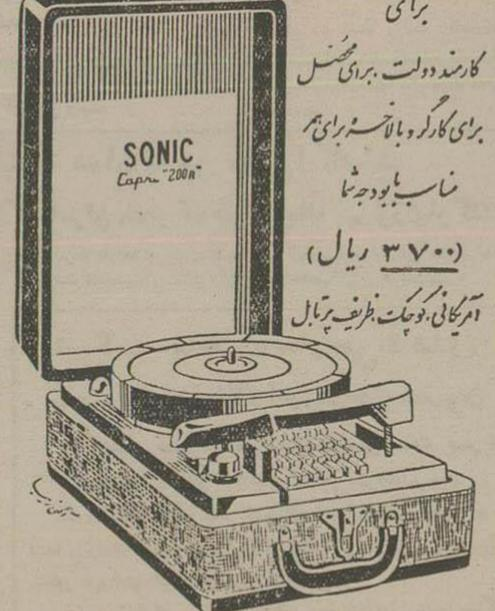 برای
کارمند دولت . برای محصل
برای کارگر و بالاخره برای هر
مناسب با بودجه شما
(۳۷۰۰ ریال)
آمریکائی . کوچک . ظریف پرتابل
SONIC
Capri "200A"